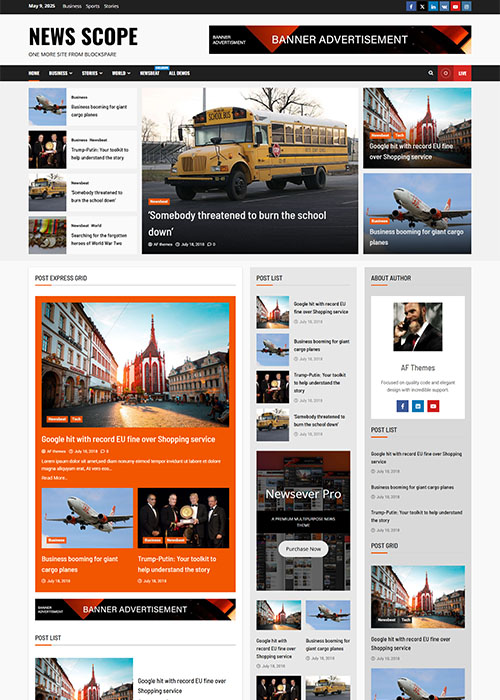 May 9, 2025 Business Sports Stories
NEWS SCOPE
ONE MORE SITE FROM BLOCKSPARE
BANNER
ADVERTISMENT
BANNER ADVERTISEMENT
HOME BUSINESS STORIES WORLD NEWSBEAT ALL DEMOS
LIVE
Business
Business booming for giant
cargo planes
Business Newsbeat
Trump-Putin: Your toolkit to
help understand the story
Newsbeat
'Somebody threatened to
burn the school down'
Newsbeat World
Searching for the forgotten
heroes of World War Two
SCHOOL BUS
Newsbeat
'Somebody threatened to burn the school
down'
AF themes July 18, 2018 0
Newsbeat Tech
Google hit with record EU fine
over Shopping service
Business
Business booming for giant cargo
planes
POST EXPRESS GRID
Newsbeat Tech
Google hit with record EU fine over Shopping service
AF themes July 18, 2018 0
Lorem ipsum dolor sit amet,sed diam nonumy eirmod tempor invidunt ut labore et dolore
magna aliquyam erat, At vero eos...
Read More..
Business
Business booming for giant
cargo planes
July 18, 2018
Business Newsbeat
Trump-Putin: Your toolkit to
help understand the story
July 18, 2018
BANNER
ADVERTISMENT
BANNER ADVERTISEMENT
POST LIST
Google hit with record EU fine
over Shopping service
POST LIST
Google hit with record EU
fine over Shopping service
July 18, 2018
Business booming for giant
cargo planes
July 18, 2018
Trump-Putin: Your toolkit
to help understand the
story
July 18, 2018
'Somebody threatened to
burn the school down'
July 18, 2018
Newsever Pro
A PREMIUM MULTIPURPOSE NEWS
THEME
Purchase Now
Google hit with
record EU fine over
Shopping service
July 18, 2018
Business booming for
giant cargo planes
July 18, 2018
ABOUT AUTHOR
AF Themes
Focused on quality code and elegant
design with incredible support.
POST LIST
Google hit with record EU fine over Shopping
service
July 18, 2018
Business booming for giant cargo planes
July 18, 2018
Trump-Putin: Your toolkit to help understand
the story
July 18, 2018
POST GRID
Newsbeat Tech
Google hit with record EU fine over
Shopping service
July 18, 2018